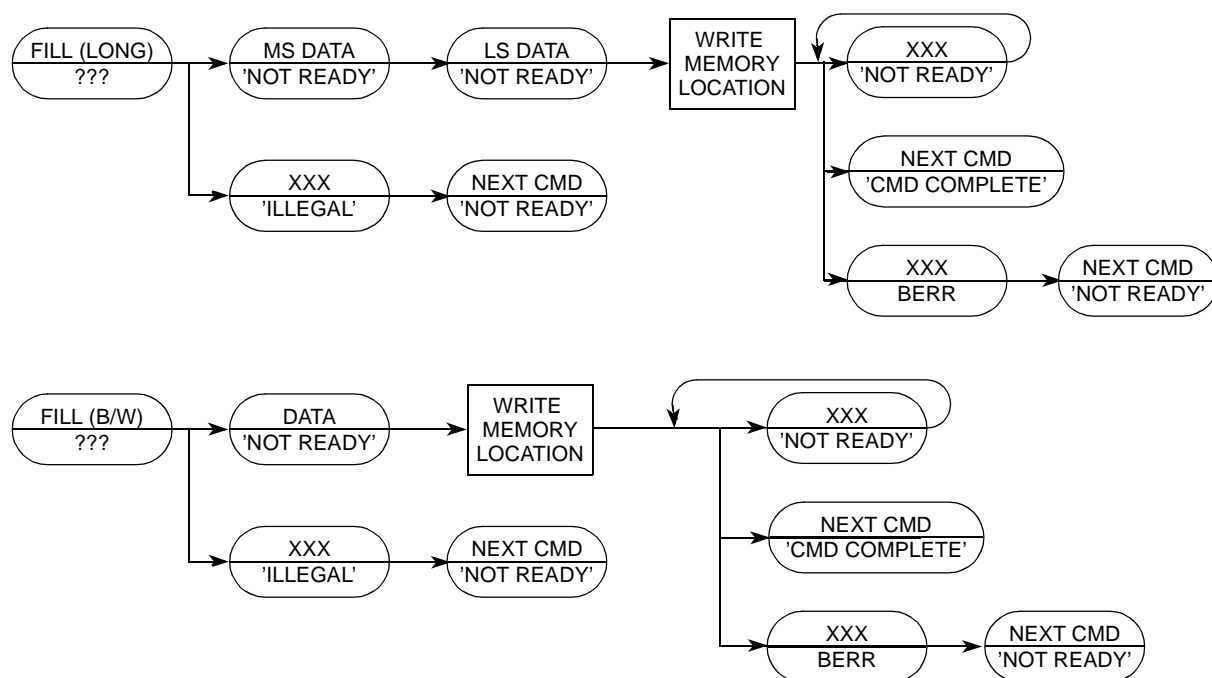 FILL (LONG)
???
MS DATA
'NOT READY'
LS DATA
'NOT READY'
WRITE
MEMORY
LOCATION
XXX
'NOT READY'
NEXT CMD
'CMD COMPLETE'
XXX
'ILLEGAL'
NEXT CMD
'NOT READY'
XXX
BERR
NEXT CMD
'NOT READY'
FILL (B/W)
???
DATA
'NOT READY'
WRITE
MEMORY
LOCATION
XXX
'NOT READY'
NEXT CMD
'CMD COMPLETE'
XXX
'ILLEGAL'
NEXT CMD
'NOT READY'
XXX
BERR
NEXT CMD
'NOT READY'